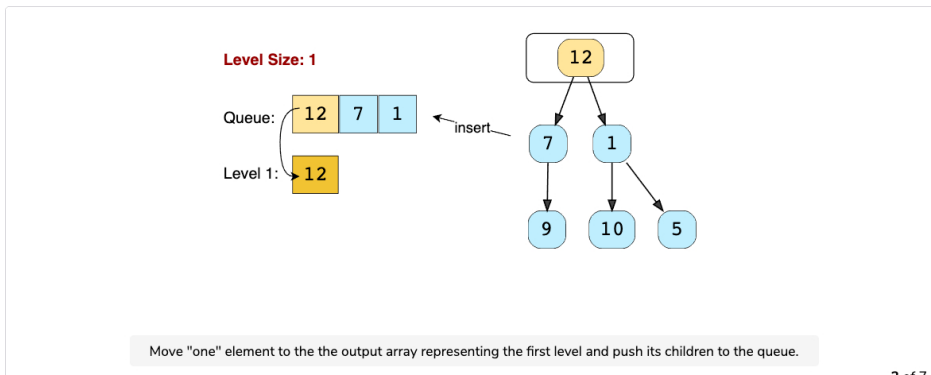 Level Size: 1
12
Queue: 12 7 1
insert
7 1
Level 1: 12
9 10 5
Move "one" element to the the output array representing the first level and push its children to the queue.